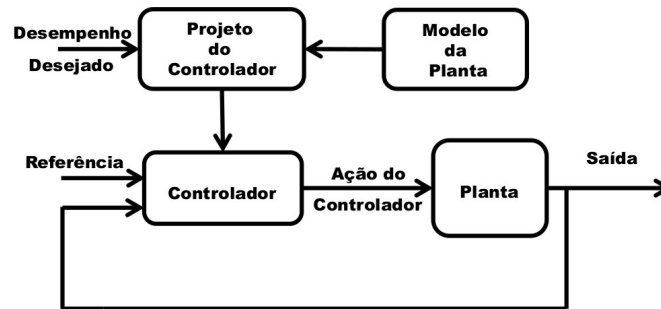 Desempenho
Desejado
Projeto
do
Controlador
Modelo
da
Planta
Referência
Controlador
Ação do
Controlador
Planta
Saída